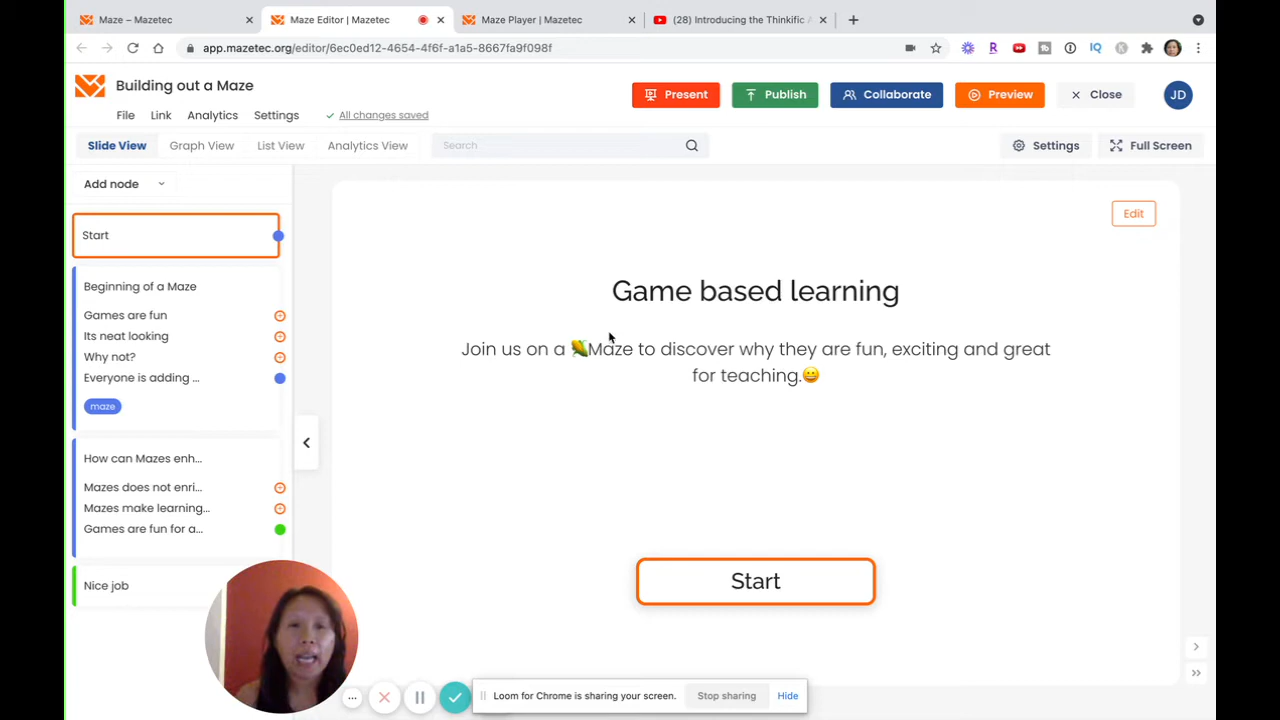 Maze – Mazetec
Maze Editor | Mazetec
Maze Player | Mazetec
(28) Introducing the Thinkific
app.mazetec.org/editor/6ec0ed12-4654-4f6f-a1a5-8667fa9f098f
Building out a Maze
Present
Publish
Collaborate
Preview
Close
JD
File
Link
Analytics
Settings
All changes saved
Slide View
Graph View
List View
Analytics View
Search
Settings
Full Screen
Add node
Start
Beginning of a Maze
Games are fun
Its neat looking
Why not?
Everyone is adding ...
maze
How can Mazes enh...
Mazes does not enri...
Mazes make learning...
Games are fun for a...
Nice job
Edit
Game based learning
Join us on a 🌽Maze to discover why they are fun, exciting and great
for teaching.😀
Start
Loom for Chrome is sharing your screen.
Stop sharing
Hide